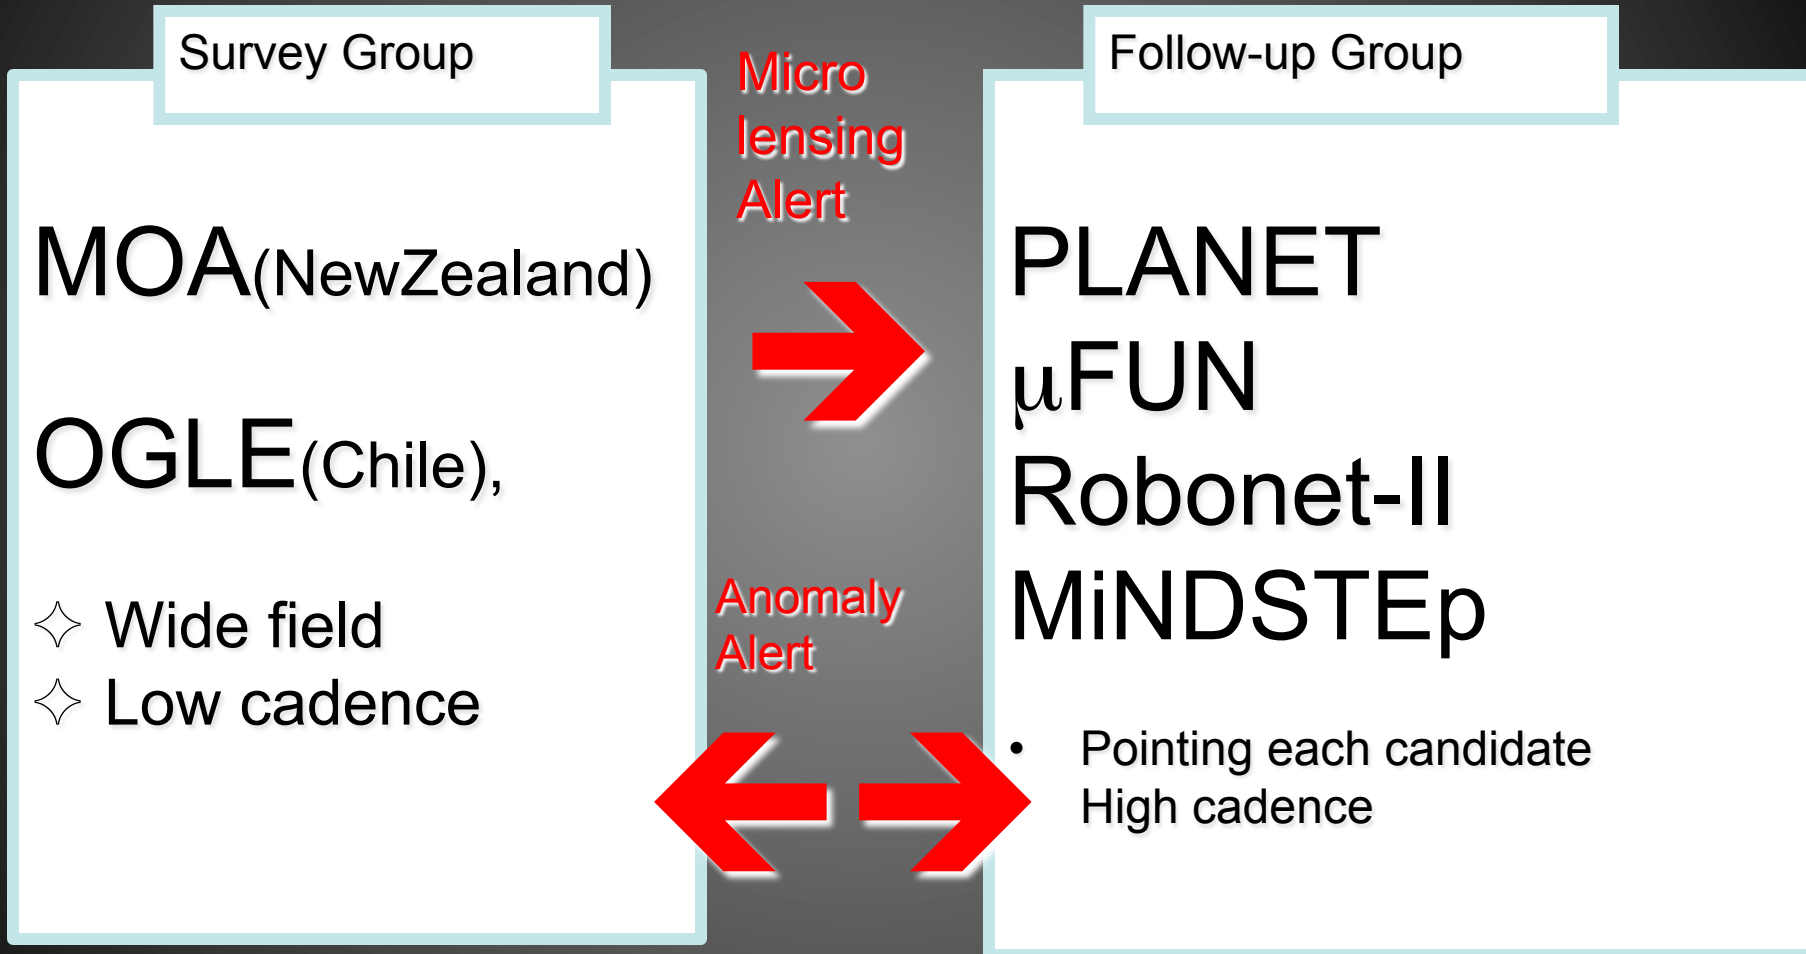 Survey Group
MOA(NewZealand)
OGLE(Chile),
✧ Wide field
✧ Low cadence
Micro
lensing
Alert
Anomaly
Alert
Follow-up Group
PLANET
μFUN
Robonet-II
MiNDSTEp
• Pointing each candidate
High cadence